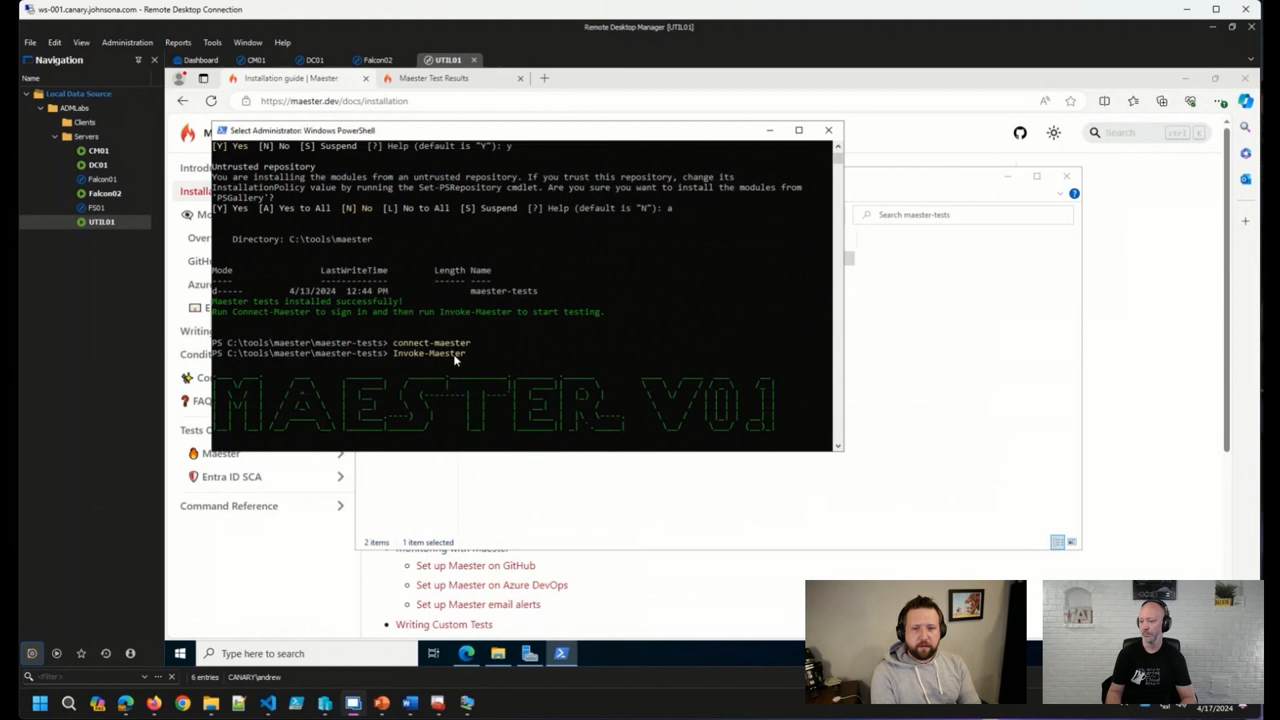 ws-001.canary.johnsona.com - Remote Desktop Connection
Remote Desktop Manager [UTIL01]
File Edit View Administration Reports Tools Window Help
Navigation
Dashboard CM01 DC01 Falcon02 UTIL01
Name
Local Data Source
ADMLabs
Clients
Servers
CM01
DC01
Falcon01
Falcon02
FS01
UTIL01
Installation guide | Maester
Maester Test Results
https://maester.dev/docs/installation
Search ctrl K
Select Administrator: Windows PowerShell
[Y] Yes [N] No [S] Suspend [?] Help (default is "Y"): y
Untrusted repository
You are installing the modules from an untrusted repository. If you trust this repository, change its
InstallationPolicy value by running the Set-PSRepository cmdlet. Are you sure you want to install the modules from
'PSGallery'?
[Y] Yes [A] Yes to All [N] No [L] No to All [S] Suspend [?] Help (default is "N"): a
Directory: C:\tools\maester
Mode LastWriteTime Length Name
---- ------------- ------ ----
d----- 4/13/2024 12:44 PM maester-tests
Maester tests installed successfully!
Run Connect-Maester to sign in and then run Invoke-Maester to start testing.
PS C:\tools\maester\maester-tests> connect-maester
PS C:\tools\maester\maester-tests> Invoke-Maester
MAESTER V0.1
Search maester-tests
Maester
Entra ID SCA
Command Reference
2 items 1 item selected
Monitoring with maester
Set up Maester on GitHub
Set up Maester on Azure DevOps
Set up Maester email alerts
Writing Custom Tests
Type here to search
<Filter>
6 entries CANARY\andrew
4/17/2024